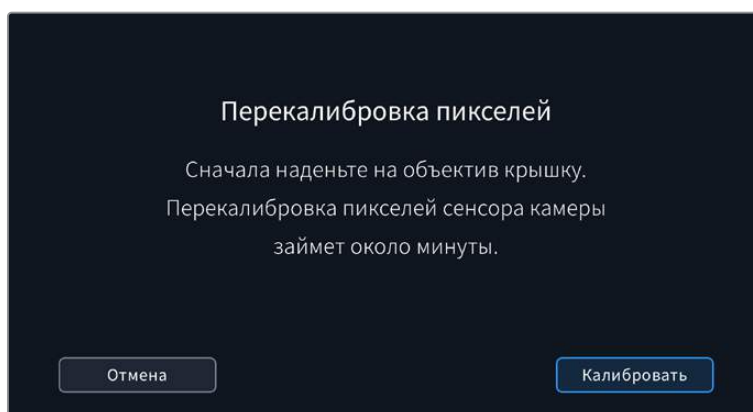 Перекалибровка пикселей
Сначала наденьте на объектив крышку.
Перекалибровка пикселей сенсора камеры
займет около минуты.
Отмена
Калибровать